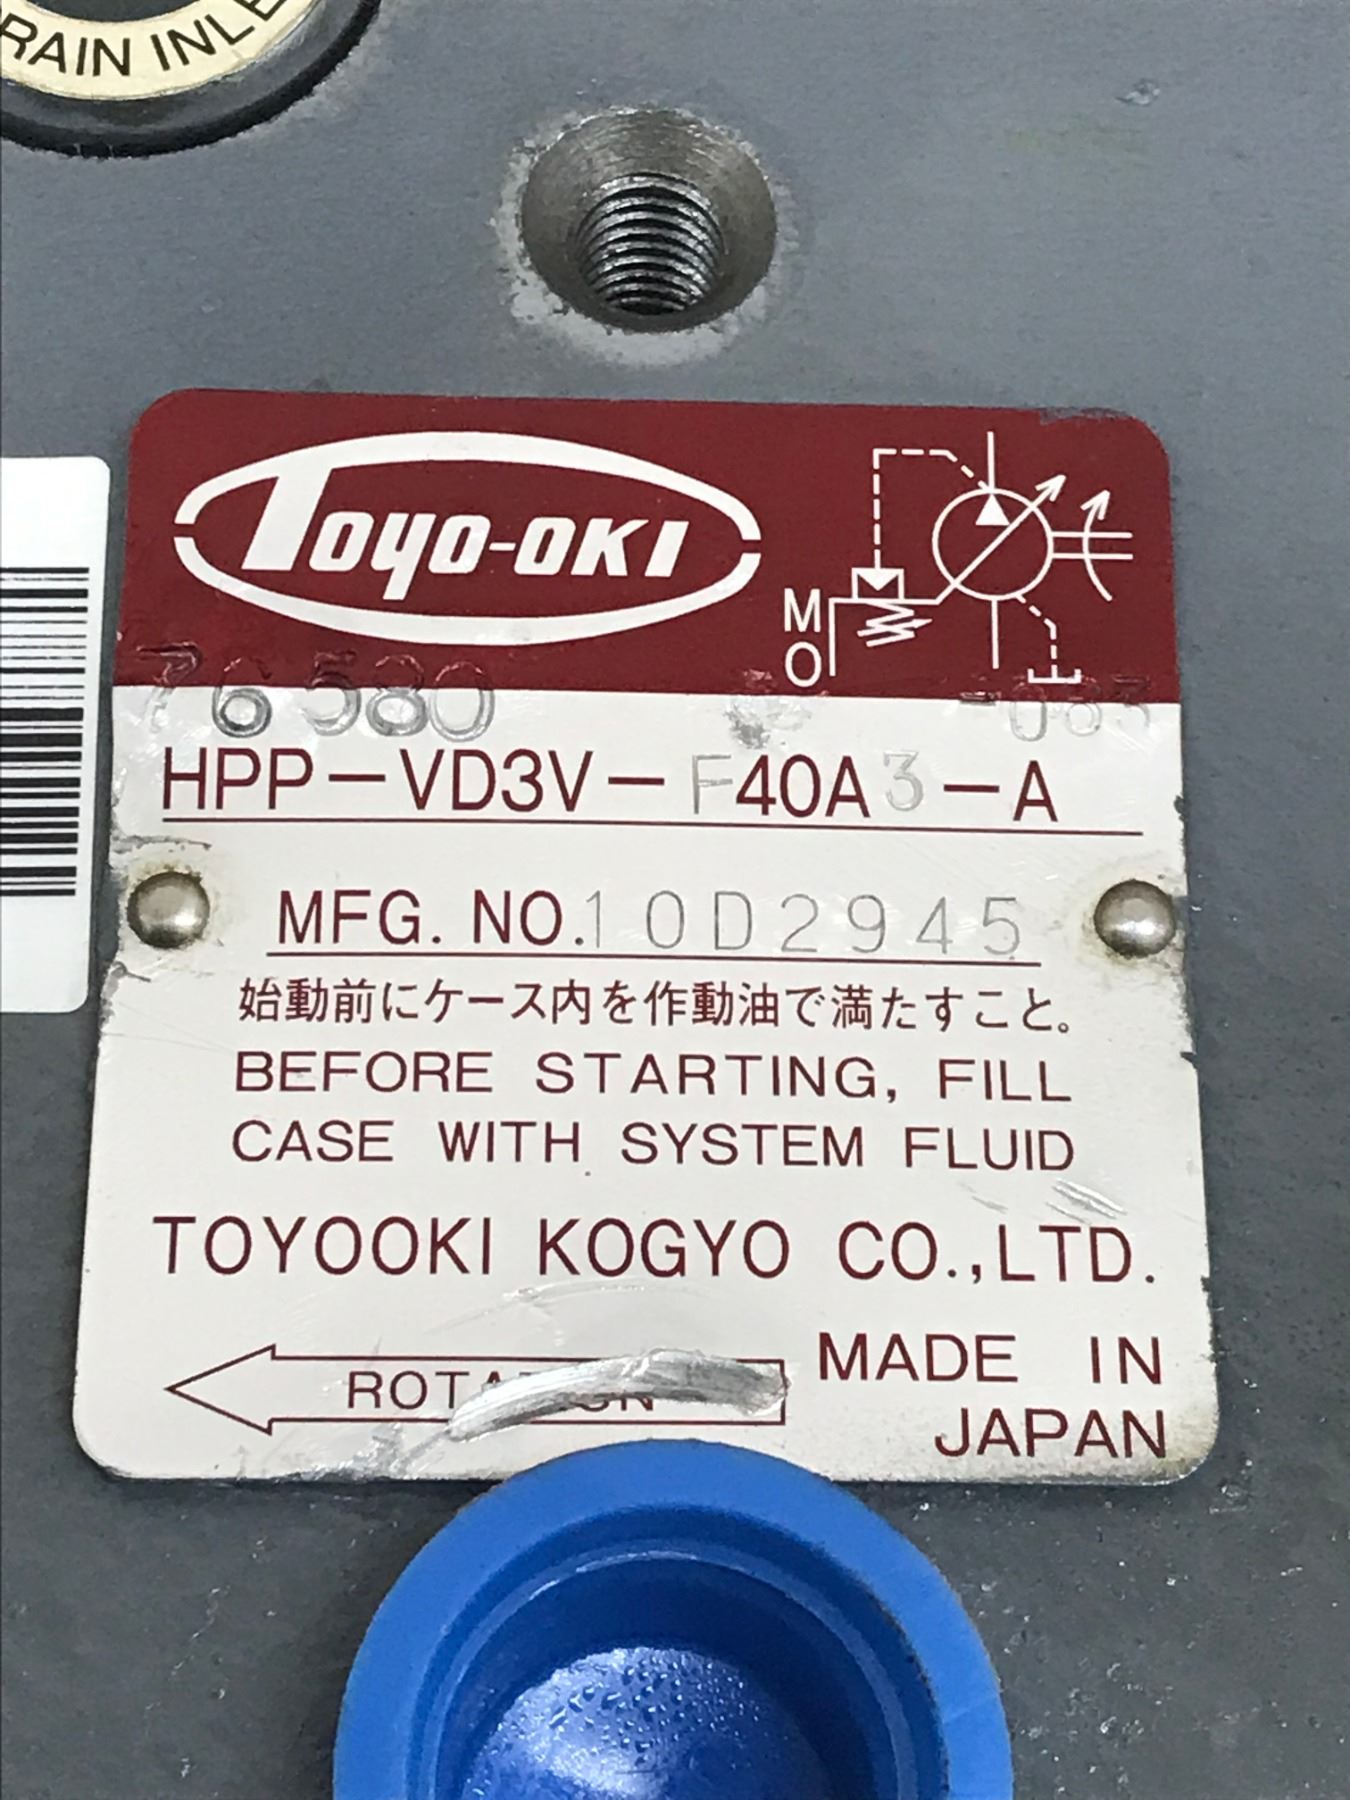 RAIN INLE
TOYO-OKI
M
O
76580
-083
HPP-VD3V-F40A3-A
MFG. NO. 10D2945
始動前にケース内を作動油で満たすこと。
BEFORE STARTING, FILL
CASE WITH SYSTEM FLUID
TOYOOKI KOGYO CO.,LTD.
ROTATION
MADE IN
JAPAN